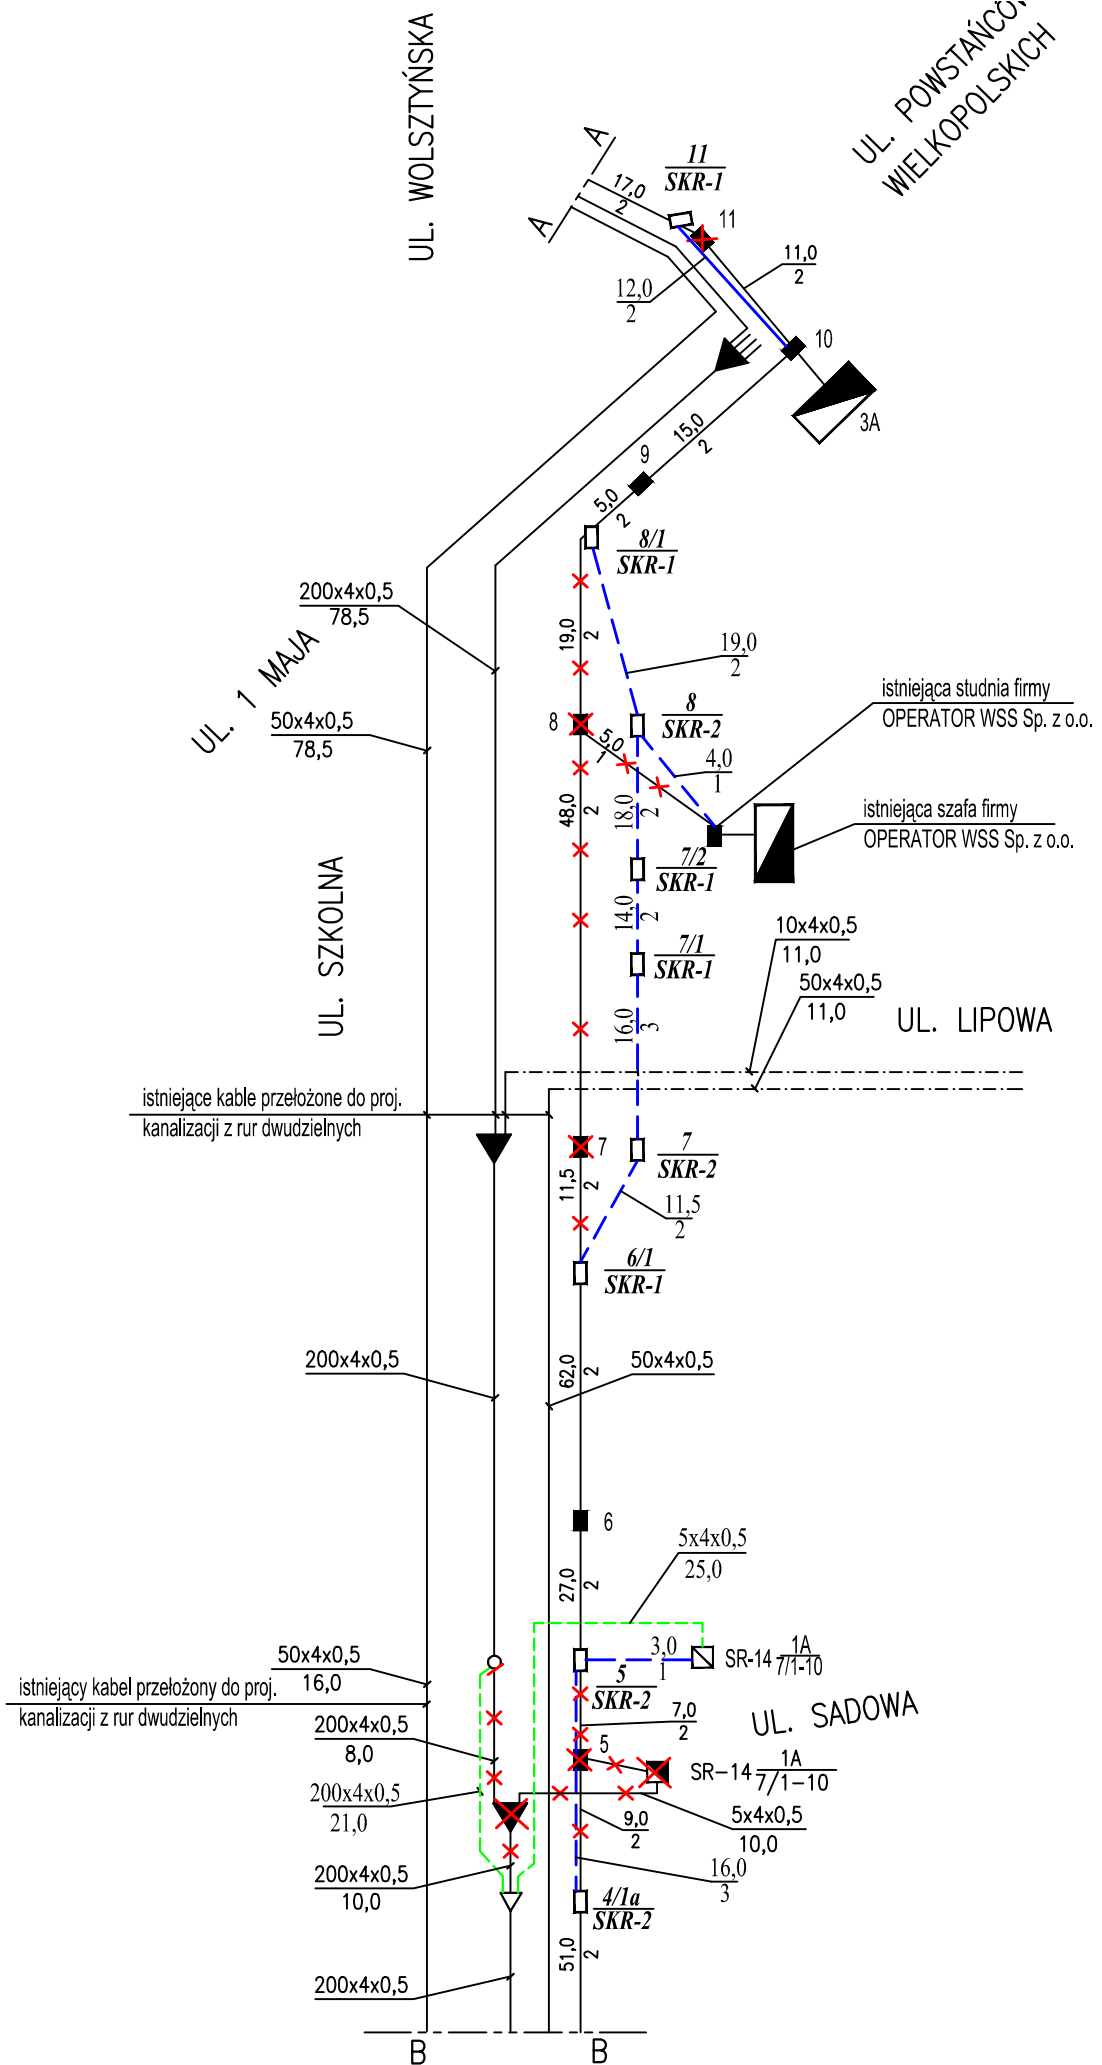 UL. WOLSZTYŃSKA
UL. POWSTAŃCÓW
WIELKOPOLSKICH
A
A
11
SKR-1
17,0
2
11
11,0
2
12,0
2
10
3A
15,0
2
9
5,0
2
8/1
SKR-1
200x4x0,5
78,5
UL. 1 MAJA
19,0
2
19,0
2
50x4x0,5
78,5
8
8
SKR-2
istniejąca studnia firmy
OPERATOR WSS Sp. z o.o.
5,0
1
4,0
1
48,0
2
18,0
2
istniejąca szafa firmy
OPERATOR WSS Sp. z o.o.
7/2
SKR-1
UL. SZKOLNA
14,0
2
7/1
SKR-1
10x4x0,5
11,0
50x4x0,5
11,0
UL. LIPOWA
16,0
3
istniejące kable przełożone do proj.
kanalizacji z rur dwudzielnych
7
7
SKR-2
11,5
2
11,5
2
6/1
SKR-1
200x4x0,5
62,0
2
50x4x0,5
6
5x4x0,5
25,0
27,0
2
50x4x0,5
16,0
3,0
1
SR-14 1A
7/1-10
istniejący kabel przełożony do proj.
kanalizacji z rur dwudzielnych
5
SKR-2
7,0
2
UL. SADOWA
200x4x0,5
8,0
5
SR-14 1A
7/1-10
200x4x0,5
21,0
9,0
2
5x4x0,5
10,0
200x4x0,5
10,0
16,0
3
4/1a
SKR-2
51,0
2
200x4x0,5
B
B